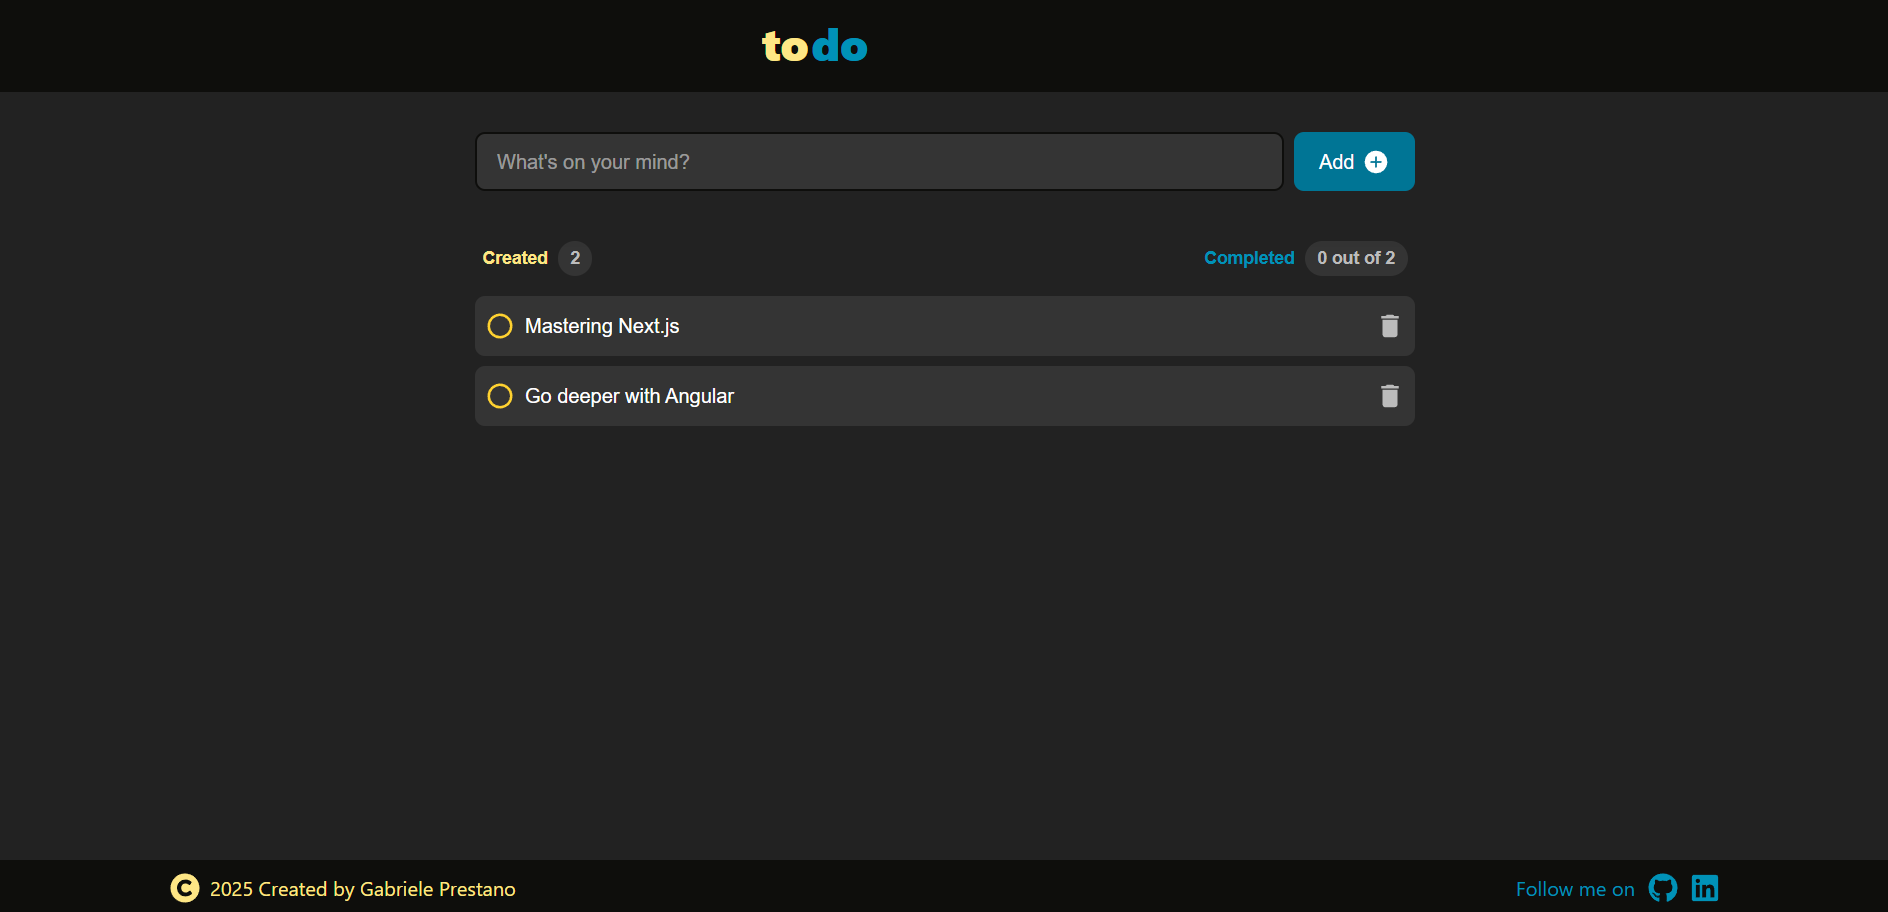 todo
What's on your mind?
Add
Created 2
Completed 0 out of 2
Mastering Next.js
Go deeper with Angular
© 2025 Created by Gabriele Prestano
Follow me on in